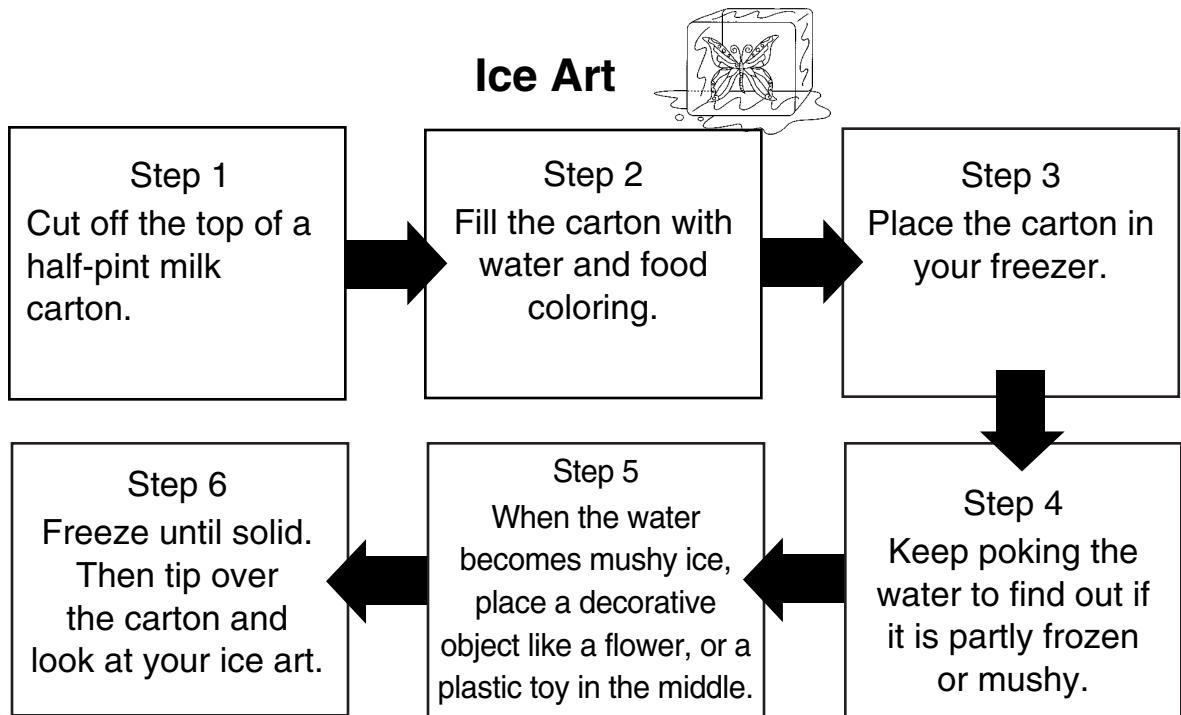 Ice Art
Step 1
Cut off the top of a
half-pint milk
carton.
Step 2
Fill the carton with
water and food
coloring.
Step 3
Place the carton in
your freezer.
Step 4
Keep poking the
water to find out if
it is partly frozen
or mushy.
Step 5
When the water
becomes mushy ice,
place a decorative
object like a flower, or a
plastic toy in the middle.
Step 6
Freeze until solid.
Then tip over
the carton and
look at your ice art.